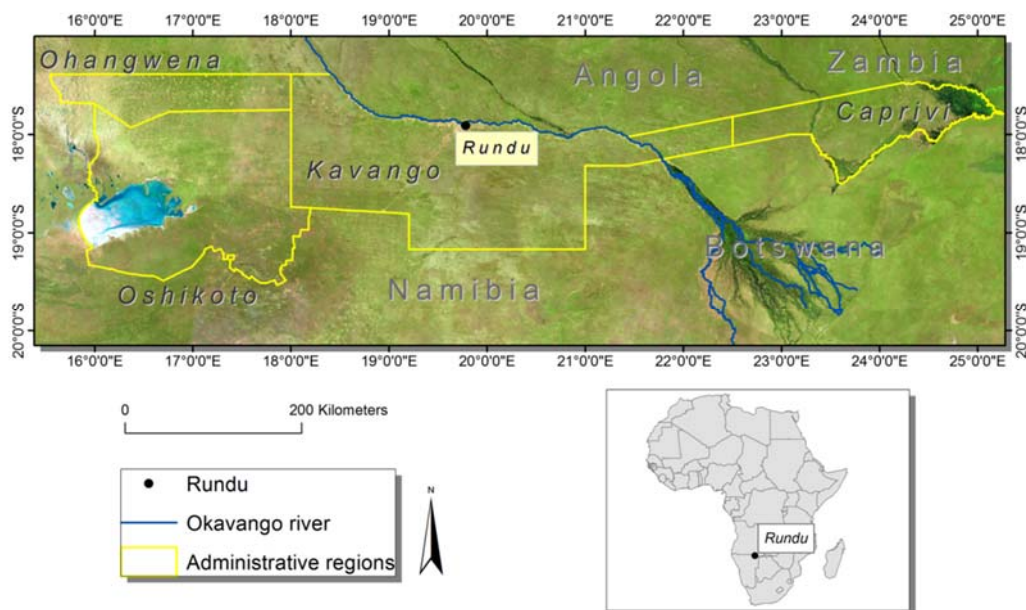 16°0'0"E 17°0'0"E 18°0'0"E 19°0'0"E 20°0'0"E 21°0'0"E 22°0'0"E 23°0'0"E 24°0'0"E 25°0'0"E
Ohangwena
Angola
Zambia
Caprivi
18°0'0"S
18°0'0"S
Rundu
Kavango
19°0'0"S
19°0'0"S
Botswana
Oshikoto
Namibia
20°0'0"S
20°0'0"S
16°0'0"E 17°0'0"E 18°0'0"E 19°0'0"E 20°0'0"E 21°0'0"E 22°0'0"E 23°0'0"E 24°0'0"E 25°0'0"E
0 200 Kilometers
Rundu
Okavango river
Administrative regions
N
Rundu